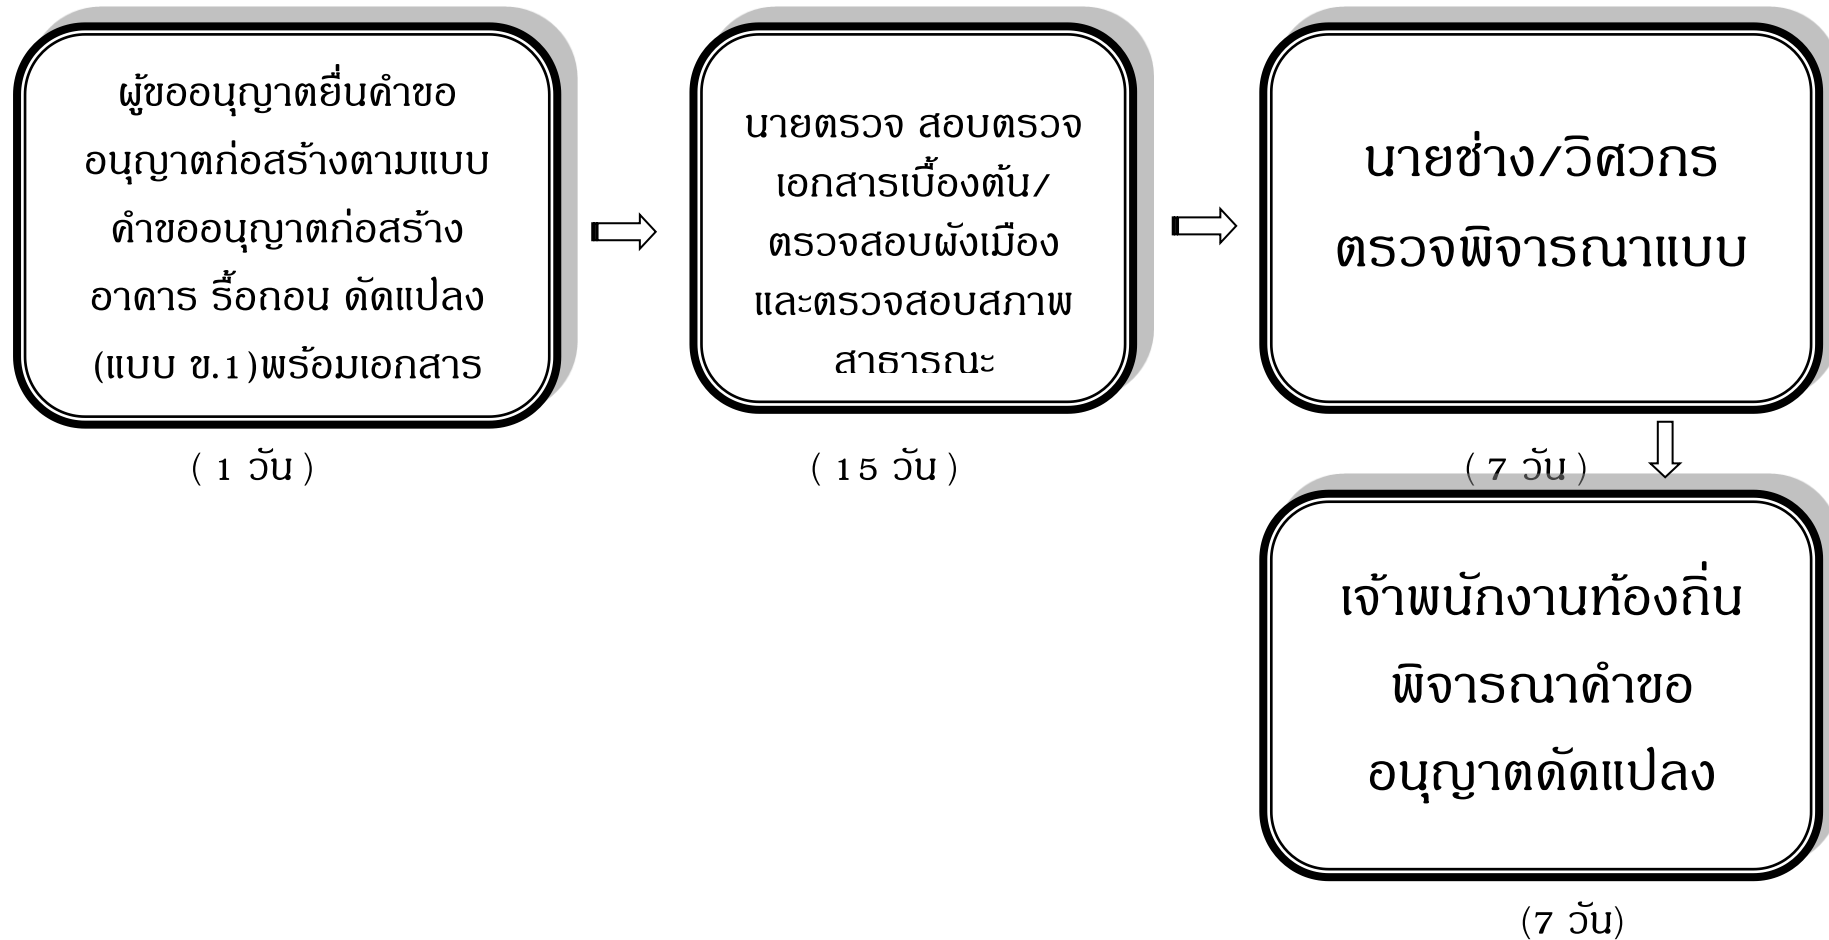 ผู้ขออนุญาตยื่นคำขอ
อนุญาตก่อสร้างตามแบบ
คำขออนุญาตก่อสร้าง
อาคาร รื้อถอน ดัดแปลง
(แบบ ข.1)พร้อมเอกสาร
( 1 วัน )
นายตรวจ สอบตรวจ
เอกสารเบื้องต้น/
ตรวจสอบผังเมือง
และตรวจสอบสภาพ
สาธารณะ
( 15 วัน )
นายช่าง/วิศวกร
ตรวจพิจารณาแบบ
( 7 วัน )
เจ้าพนักงานท้องถิ่น
พิจารณาคำขอ
อนุญาตดัดแปลง
(7 วัน)